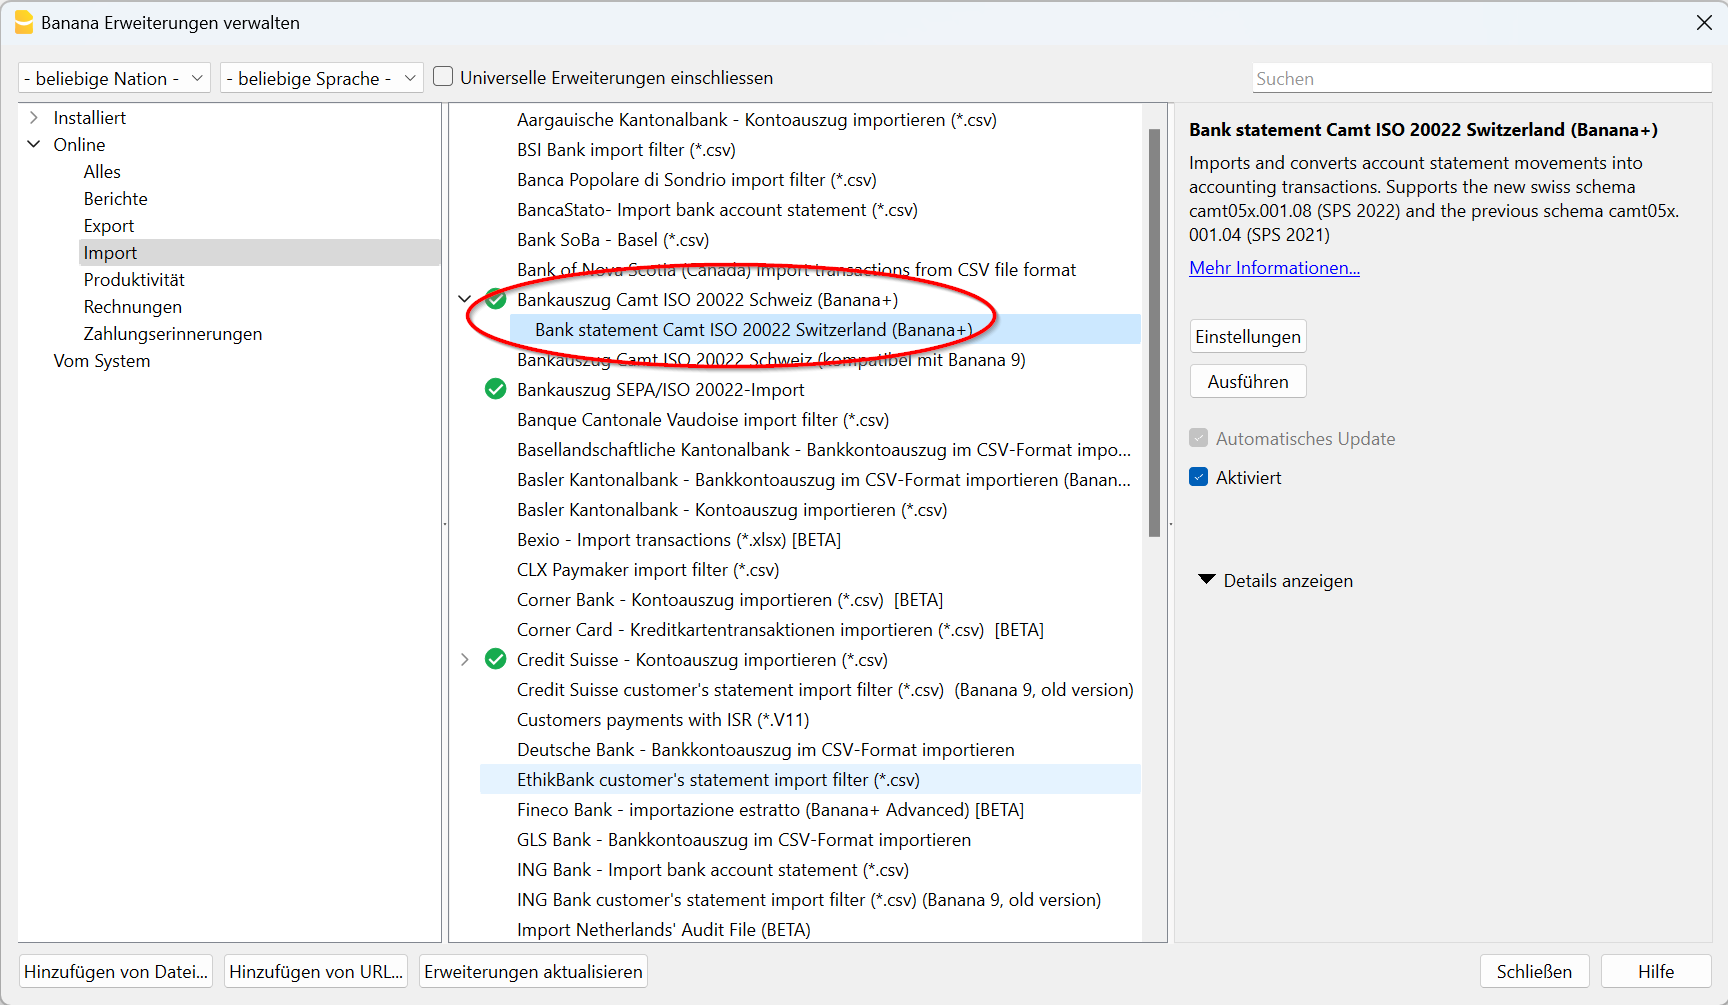 Banana Erweiterungen verwalten
- beliebige Nation -
- beliebige Sprache -
Universelle Erweiterungen einschliessen
Suchen
Installiert
Online
Alles
Berichte
Export
Import
Produktivität
Rechnungen
Zahlungserinnerungen
Vom System
Aargauische Kantonalbank - Kontoauszug importieren (*.csv)
BSI Bank import filter (*.csv)
Banca Popolare di Sondrio import filter (*.csv)
BancaStato- Import bank account statement (*.csv)
Bank SoBa - Basel (*.csv)
Bank of Nova Scotia (Canada) import transactions from CSV file format
Bankauszug Camt ISO 20022 Schweiz (Banana+)
Bank statement Camt ISO 20022 Switzerland (Banana+)
Bankauszug Camt ISO 20022 Schweiz (kompatibel mit Banana 9)
Bankauszug SEPA/ISO 20022-Import
Banque Cantonale Vaudoise import filter (*.csv)
Basellandschaftliche Kantonalbank - Bankkontoauszug im CSV-Format impo...
Basler Kantonalbank - Bankkontoauszug im CSV-Format importieren (Banan...
Basler Kantonalbank - Kontoauszug importieren (*.csv)
Bexio - Import transactions (*.xlsx) [BETA]
CLX Paymaker import filter (*.csv)
Corner Bank - Kontoauszug importieren (*.csv) [BETA]
Corner Card - Kreditkartentransaktionen importieren (*.csv) [BETA]
Credit Suisse - Kontoauszug importieren (*.csv)
Credit Suisse customer's statement import filter (*.csv) (Banana 9, old version)
Customers payments with ISR (*.V11)
Deutsche Bank - Bankkontoauszug im CSV-Format importieren
EthikBank customer's statement import filter (*.csv)
Fineco Bank - importazione estratto (Banana+ Advanced) [BETA]
GLS Bank - Bankkontoauszug im CSV-Format importieren
ING Bank - Import bank account statement (*.csv)
ING Bank customer's statement import filter (*.csv) (Banana 9, old version)
Import Netherlands' Audit File (BETA)
Bank statement Camt ISO 20022 Switzerland (Banana+)
Imports and converts account statement movements into
accounting transactions. Supports the new swiss schema
camt05x.001.08 (SPS 2022) and the previous schema camt05x.
001.04 (SPS 2021)
Mehr Informationen...
Einstellungen
Ausführen
Automatisches Update
Aktiviert
Details anzeigen
Hinzufügen von Datei...
Hinzufügen von URL...
Erweiterungen aktualisieren
Schließen
Hilfe